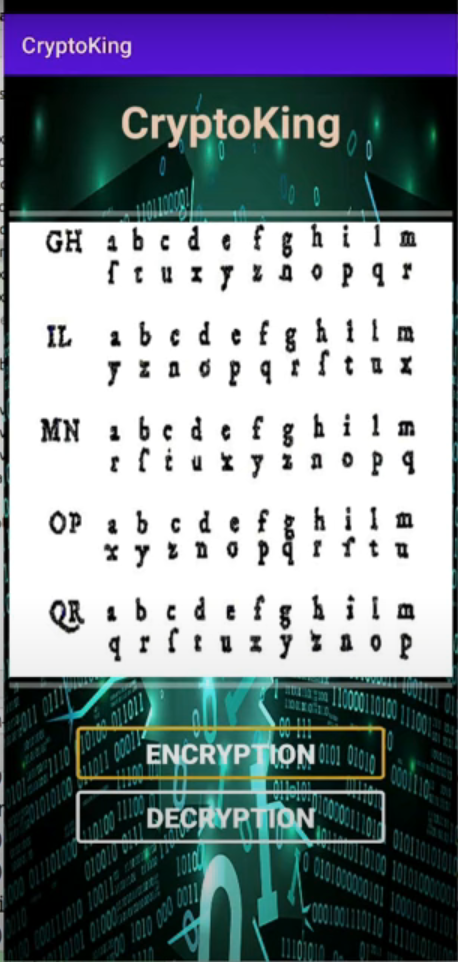 CryptoKing
CryptoKing
GH a b c d e f g h i l m
ſ t u x y z n o p q r
IL a b c d e f g h i l m
y z n o p q r ſ t u x
MN a b c d e f g h i l m
r ſ t u x y z n o p q
OP a b c d e f g h i l m
x y z n o p q r ſ t u
QR a b c d e f g h i l m
q r ſ t u x y z n o p
ENCRYPTION
DECRYPTION